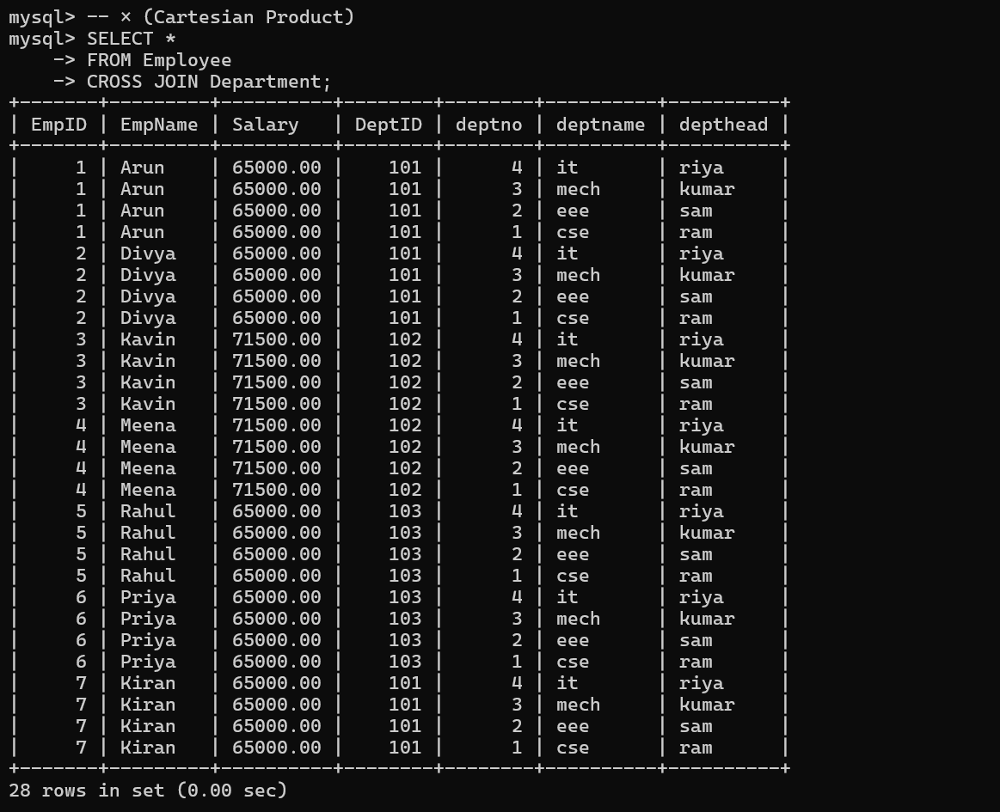 mysql> -- × (Cartesian Product)
mysql> SELECT *
    -> FROM Employee
    -> CROSS JOIN Department;
+-------+---------+----------+--------+--------+----------+----------+
| EmpID | EmpName | Salary   | DeptID | deptno | deptname | depthead |
+-------+---------+----------+--------+--------+----------+----------+
|     1 | Arun    | 65000.00 |    101 |      4 | it       | riya     |
|     1 | Arun    | 65000.00 |    101 |      3 | mech     | kumar    |
|     1 | Arun    | 65000.00 |    101 |      2 | eee      | sam      |
|     1 | Arun    | 65000.00 |    101 |      1 | cse      | ram      |
|     2 | Divya   | 65000.00 |    101 |      4 | it       | riya     |
|     2 | Divya   | 65000.00 |    101 |      3 | mech     | kumar    |
|     2 | Divya   | 65000.00 |    101 |      2 | eee      | sam      |
|     2 | Divya   | 65000.00 |    101 |      1 | cse      | ram      |
|     3 | Kavin   | 71500.00 |    102 |      4 | it       | riya     |
|     3 | Kavin   | 71500.00 |    102 |      3 | mech     | kumar    |
|     3 | Kavin   | 71500.00 |    102 |      2 | eee      | sam      |
|     3 | Kavin   | 71500.00 |    102 |      1 | cse      | ram      |
|     4 | Meena   | 71500.00 |    102 |      4 | it       | riya     |
|     4 | Meena   | 71500.00 |    102 |      3 | mech     | kumar    |
|     4 | Meena   | 71500.00 |    102 |      2 | eee      | sam      |
|     4 | Meena   | 71500.00 |    102 |      1 | cse      | ram      |
|     5 | Rahul   | 65000.00 |    103 |      4 | it       | riya     |
|     5 | Rahul   | 65000.00 |    103 |      3 | mech     | kumar    |
|     5 | Rahul   | 65000.00 |    103 |      2 | eee      | sam      |
|     5 | Rahul   | 65000.00 |    103 |      1 | cse      | ram      |
|     6 | Priya   | 65000.00 |    103 |      4 | it       | riya     |
|     6 | Priya   | 65000.00 |    103 |      3 | mech     | kumar    |
|     6 | Priya   | 65000.00 |    103 |      2 | eee      | sam      |
|     6 | Priya   | 65000.00 |    103 |      1 | cse      | ram      |
|     7 | Kiran   | 65000.00 |    101 |      4 | it       | riya     |
|     7 | Kiran   | 65000.00 |    101 |      3 | mech     | kumar    |
|     7 | Kiran   | 65000.00 |    101 |      2 | eee      | sam      |
|     7 | Kiran   | 65000.00 |    101 |      1 | cse      | ram      |
+-------+---------+----------+--------+--------+----------+----------+
28 rows in set (0.00 sec)